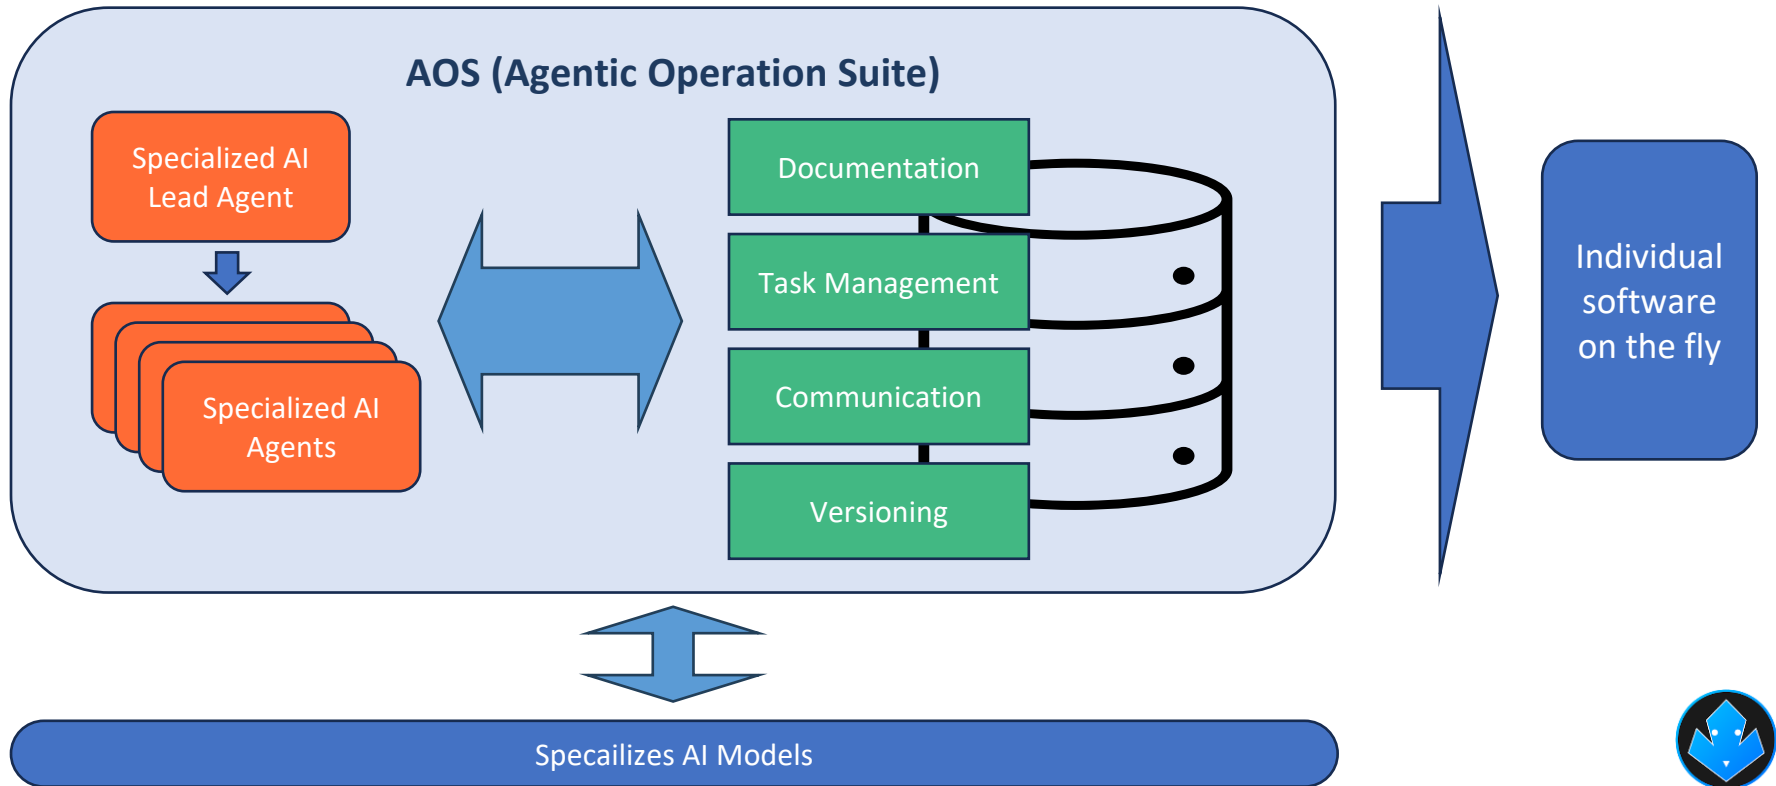 AOS (Agentic Operation Suite)
Specialized AI
Lead Agent
Specialized AI
Agents
Documentation
Task Management
Communication
Versioning
Individual
software
on the fly
Specailizes AI Models